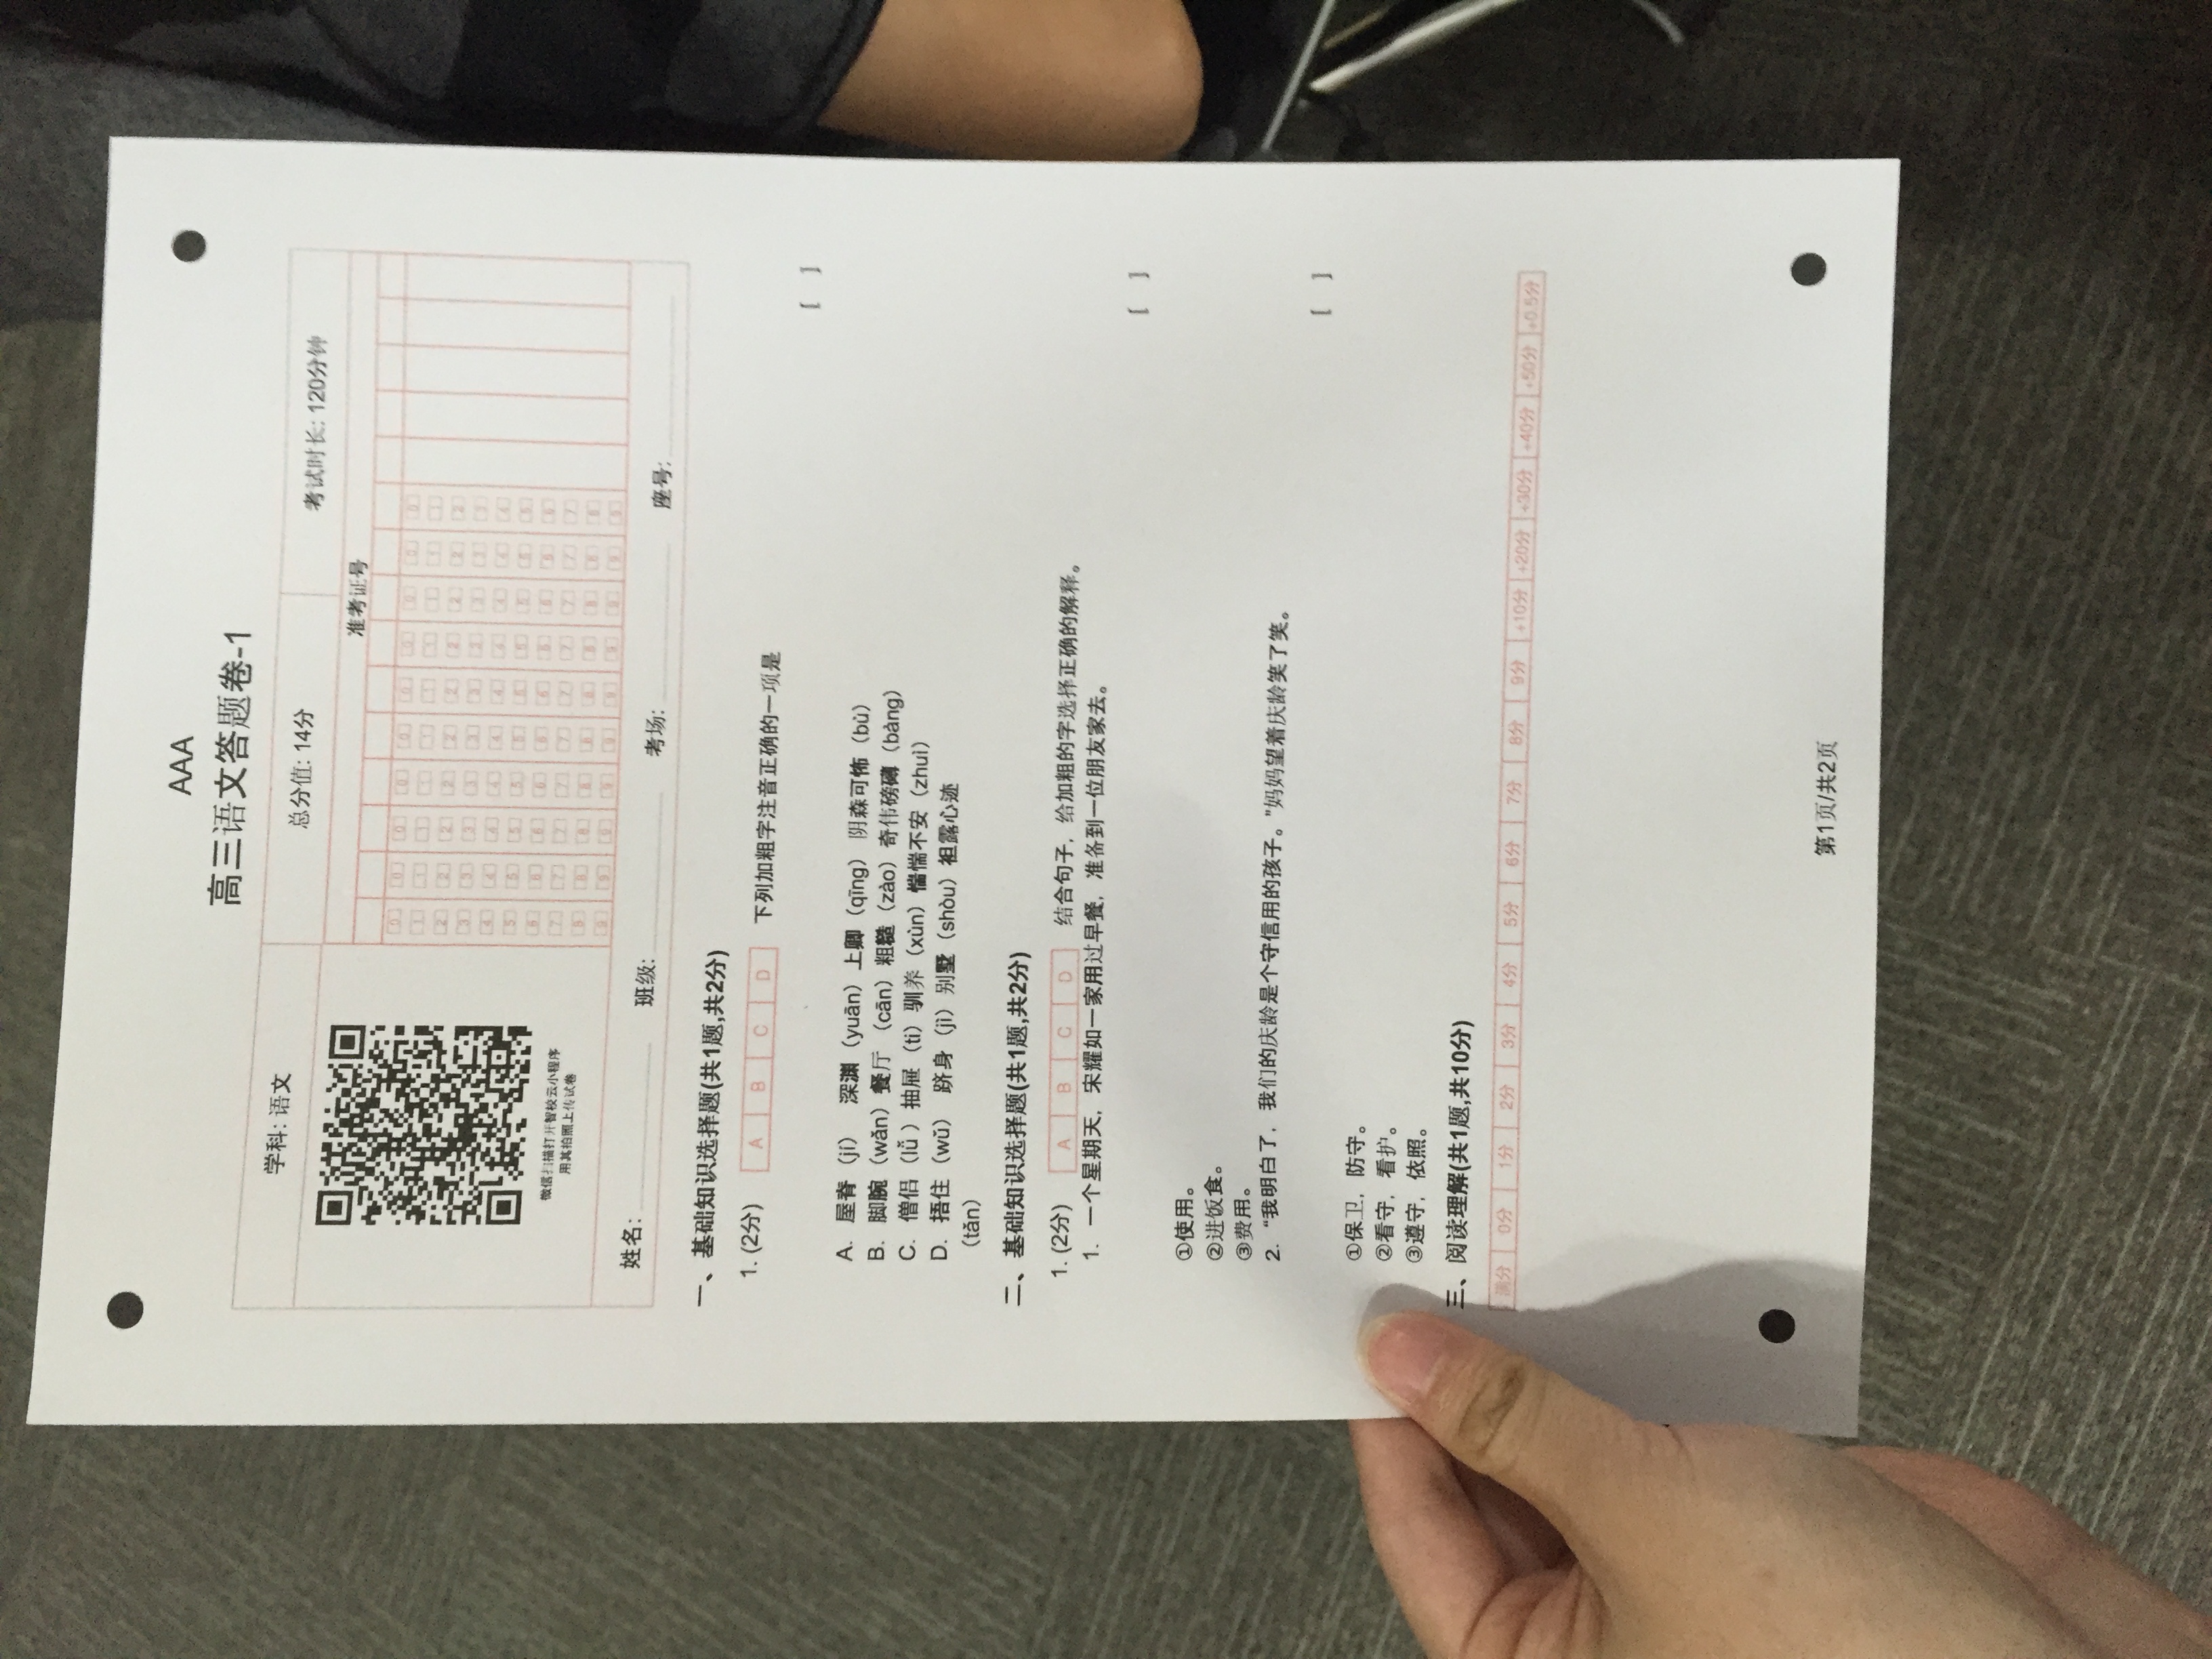 AAA
高三语文答题卷-1
学科: 语文 总分值: 14分 考试时长: 120分钟
准考证号
微信扫描打开智校云小程序
用其拍照上传试卷
0 0 0 0 0 0 0 0 0 0
1 1 1 1 1 1 1 1 1 1
2 2 2 2 2 2 2 2 2 2
3 3 3 3 3 3 3 3 3 3
4 4 4 4 4 4 4 4 4 4
5 5 5 5 5 5 5 5 5 5
6 6 6 6 6 6 6 6 6 6
7 7 7 7 7 7 7 7 7 7
8 8 8 8 8 8 8 8 8 8
9 9 9 9 9 9 9 9 9 9
姓名: 班级: 考场: 座号:
一、基础知识选择题(共1题,共2分)
1. (2分) A B C D 下列加粗字注音正确的一项是
[ ]
A. 屋脊（jí） 深渊（yuān）上卿（qīng）阴森可怖（bù）
B. 脚腕（wǎn）餐厅 （cān）粗糙（zào）奇伟磅礴（bàng）
C. 僧侣（lǚ）抽屉（tì）驯养（xùn）惴惴不安（zhuì）
D. 捂住（wǔ） 跻身（jì）别墅（shòu）袒露心迹
（tǎn）
二、基础知识选择题(共1题,共2分)
1. (2分) A B C D 结合句子，给加粗的字选择正确的解释。
1. 一个星期天，宋耀如一家用过早餐，准备到一位朋友家去。
[ ]
①使用。
②进饭食。
③费用。
2. “我明白了，我们的庆龄是个守信用的孩子。”妈妈望着庆龄笑了笑。
[ ]
①保卫，防守。
②看守，看护。
③遵守，依照。
三、阅读理解(共1题,共10分)
满分 0分 1分 2分 3分 4分 5分 6分 7分 8分 9分 +10分 +20分 +30分 +40分 +50分 +0.5分
第1页/共2页